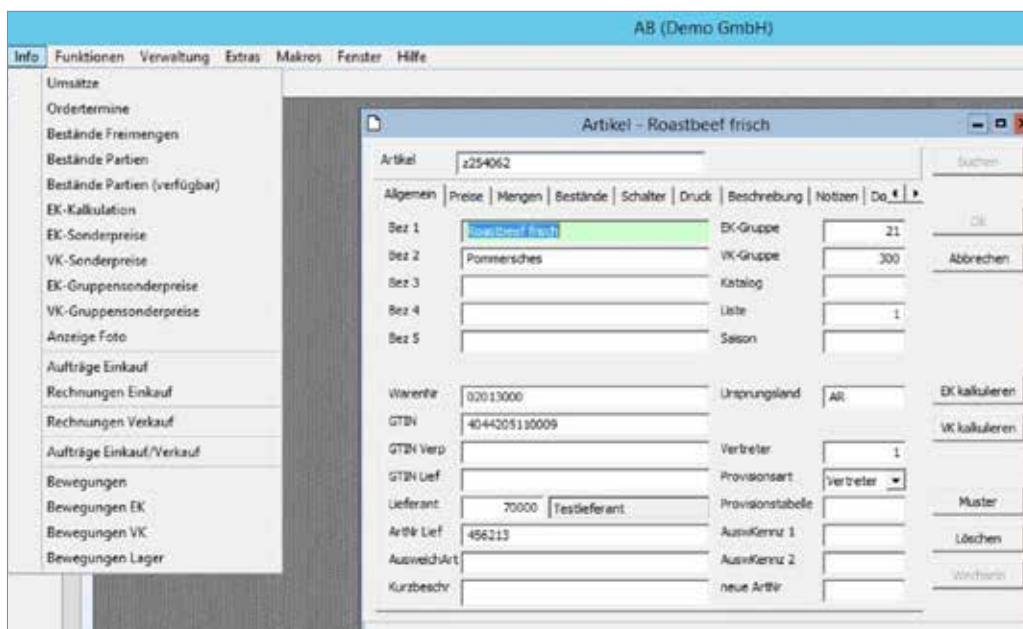 AB (Demo GmbH)
Info Funktionen Verwaltung Extras Makros Fenster Hilfe
Umsätze
Ordertermine
Bestände Freimengen
Bestände Partien
Bestände Partien (verfügbar)
EK-Kalkulation
EK-Sonderpreise
VK-Sonderpreise
EK-Gruppensonderpreise
VK-Gruppensonderpreise
Anzeige Foto
Aufträge Einkauf
Rechnungen Einkauf
Rechnungen Verkauf
Aufträge Einkauf/Verkauf
Bewegungen
Bewegungen EK
Bewegungen VK
Bewegungen Lager
Artikel - Roastbeef frisch
Artikel z254062 Suchen
Allgemein Preise Mengen Bestände Schalter Druck Beschreibung Notizen Do
Bez 1 Roastbeef frisch EK-Gruppe 21 OK
Bez 2 Pommersches VK-Gruppe 300 Abbrechen
Bez 3 Katalog
Bez 4 Liste 1
Bez 5 Saison
WarenNr 02013000 Ursprungsland AR EK kalkulieren
GTIN 4044205110009 VK kalkulieren
GTIN Verp Vertreter 1
GTIN Lief Provisionsart Vertreter
Lieferant 70000 Testlieferant Provisionstabelle Muster
ArtNr Lief 456213 AuswKennz 1 Löschen
AusweichArt AuswKennz 2 Wechseln
Kurzbeschr neue ArtNr